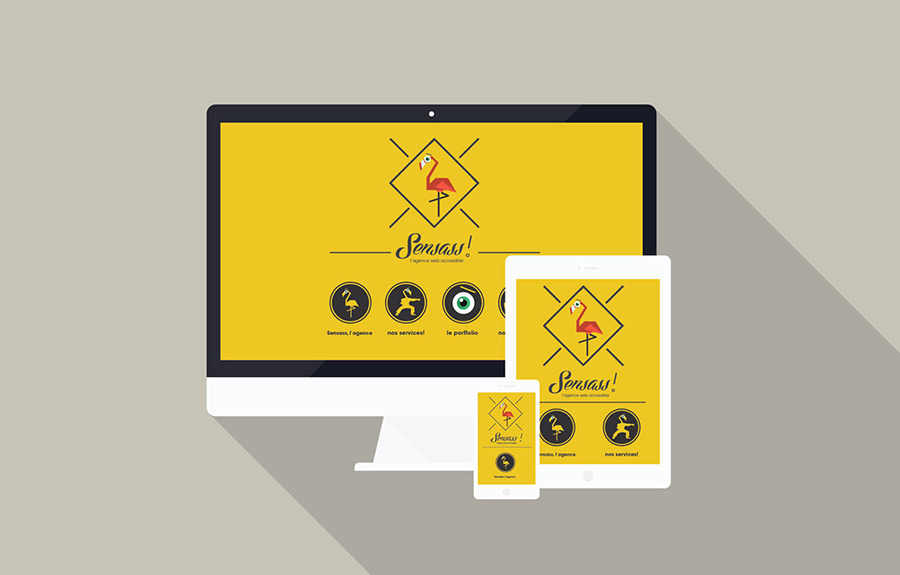 Sensass!
l'agence web accessible
Sensass, l'agence
nos services!
le portfolio
no
Sensass!
l'agence web accessible
ensass, l'agence
nos services!
Sensass!
l'agence web accessible
Sensass, l'agence